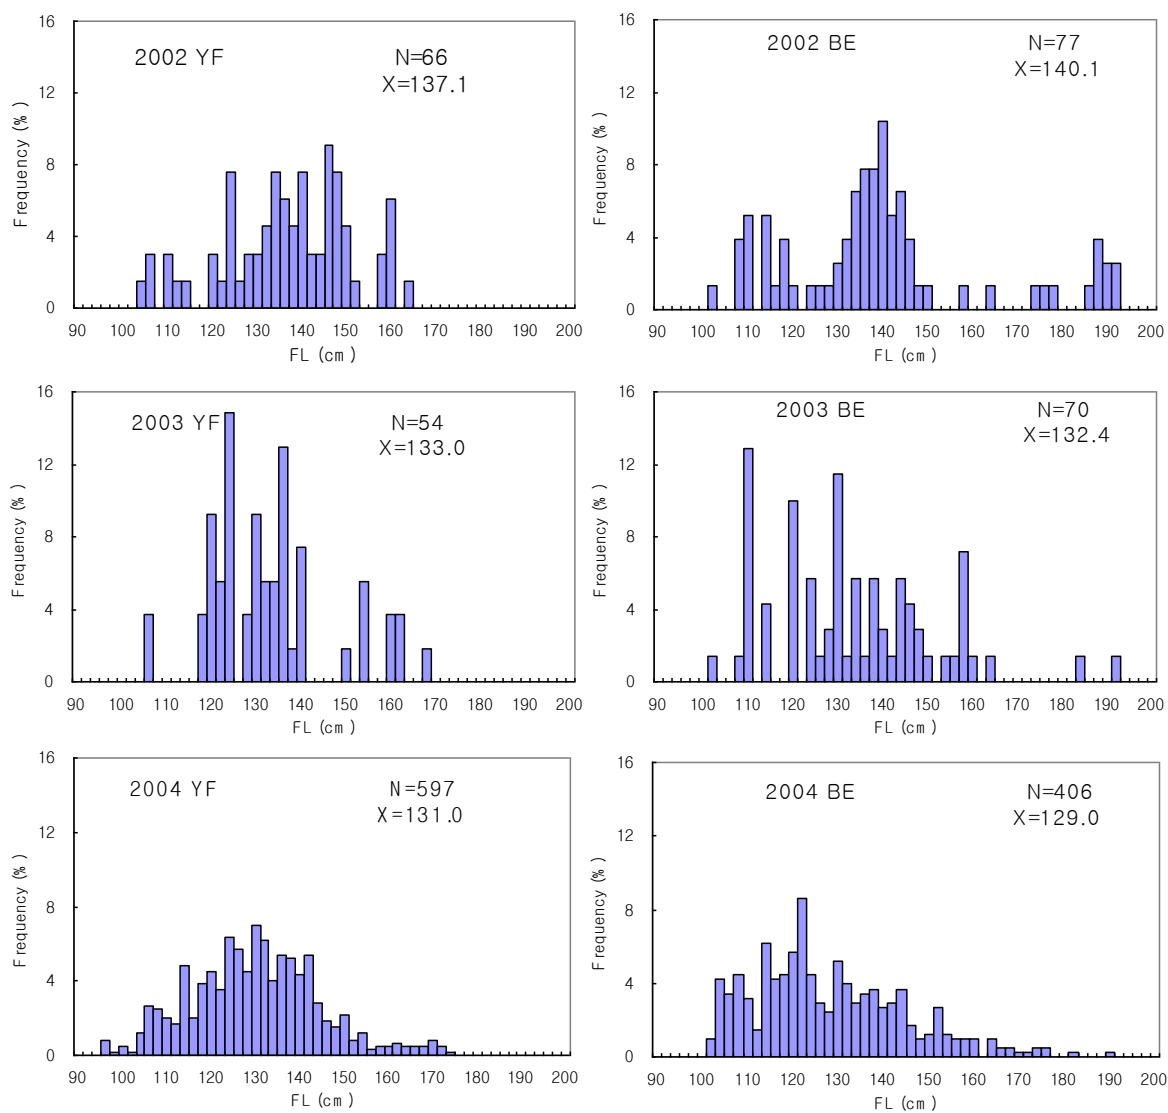 2002 YF
N=66
X=137.1
Frequency (%)
16
12
8
4
0
90 100 110 120 130 140 150 160 170 180 190 200
FL (cm)
2002 BE
N=77
X=140.1
Frequency (%)
16
12
8
4
0
90 100 110 120 130 140 150 160 170 180 190 200
FL (cm)
2003 YF
N=54
X=133.0
Frequency (%)
16
12
8
4
0
90 100 110 120 130 140 150 160 170 180 190 200
FL (cm)
2003 BE
N=70
X=132.4
Frequency (%)
16
12
8
4
0
90 100 110 120 130 140 150 160 170 180 190 200
FL (cm)
2004 YF
N=597
X=131.0
Frequency (%)
16
12
8
4
0
90 100 110 120 130 140 150 160 170 180 190 200
FL (cm)
2004 BE
N=406
X=129.0
Frequency (%)
16
12
8
4
0
90 100 110 120 130 140 150 160 170 180 190 200
FL (cm)